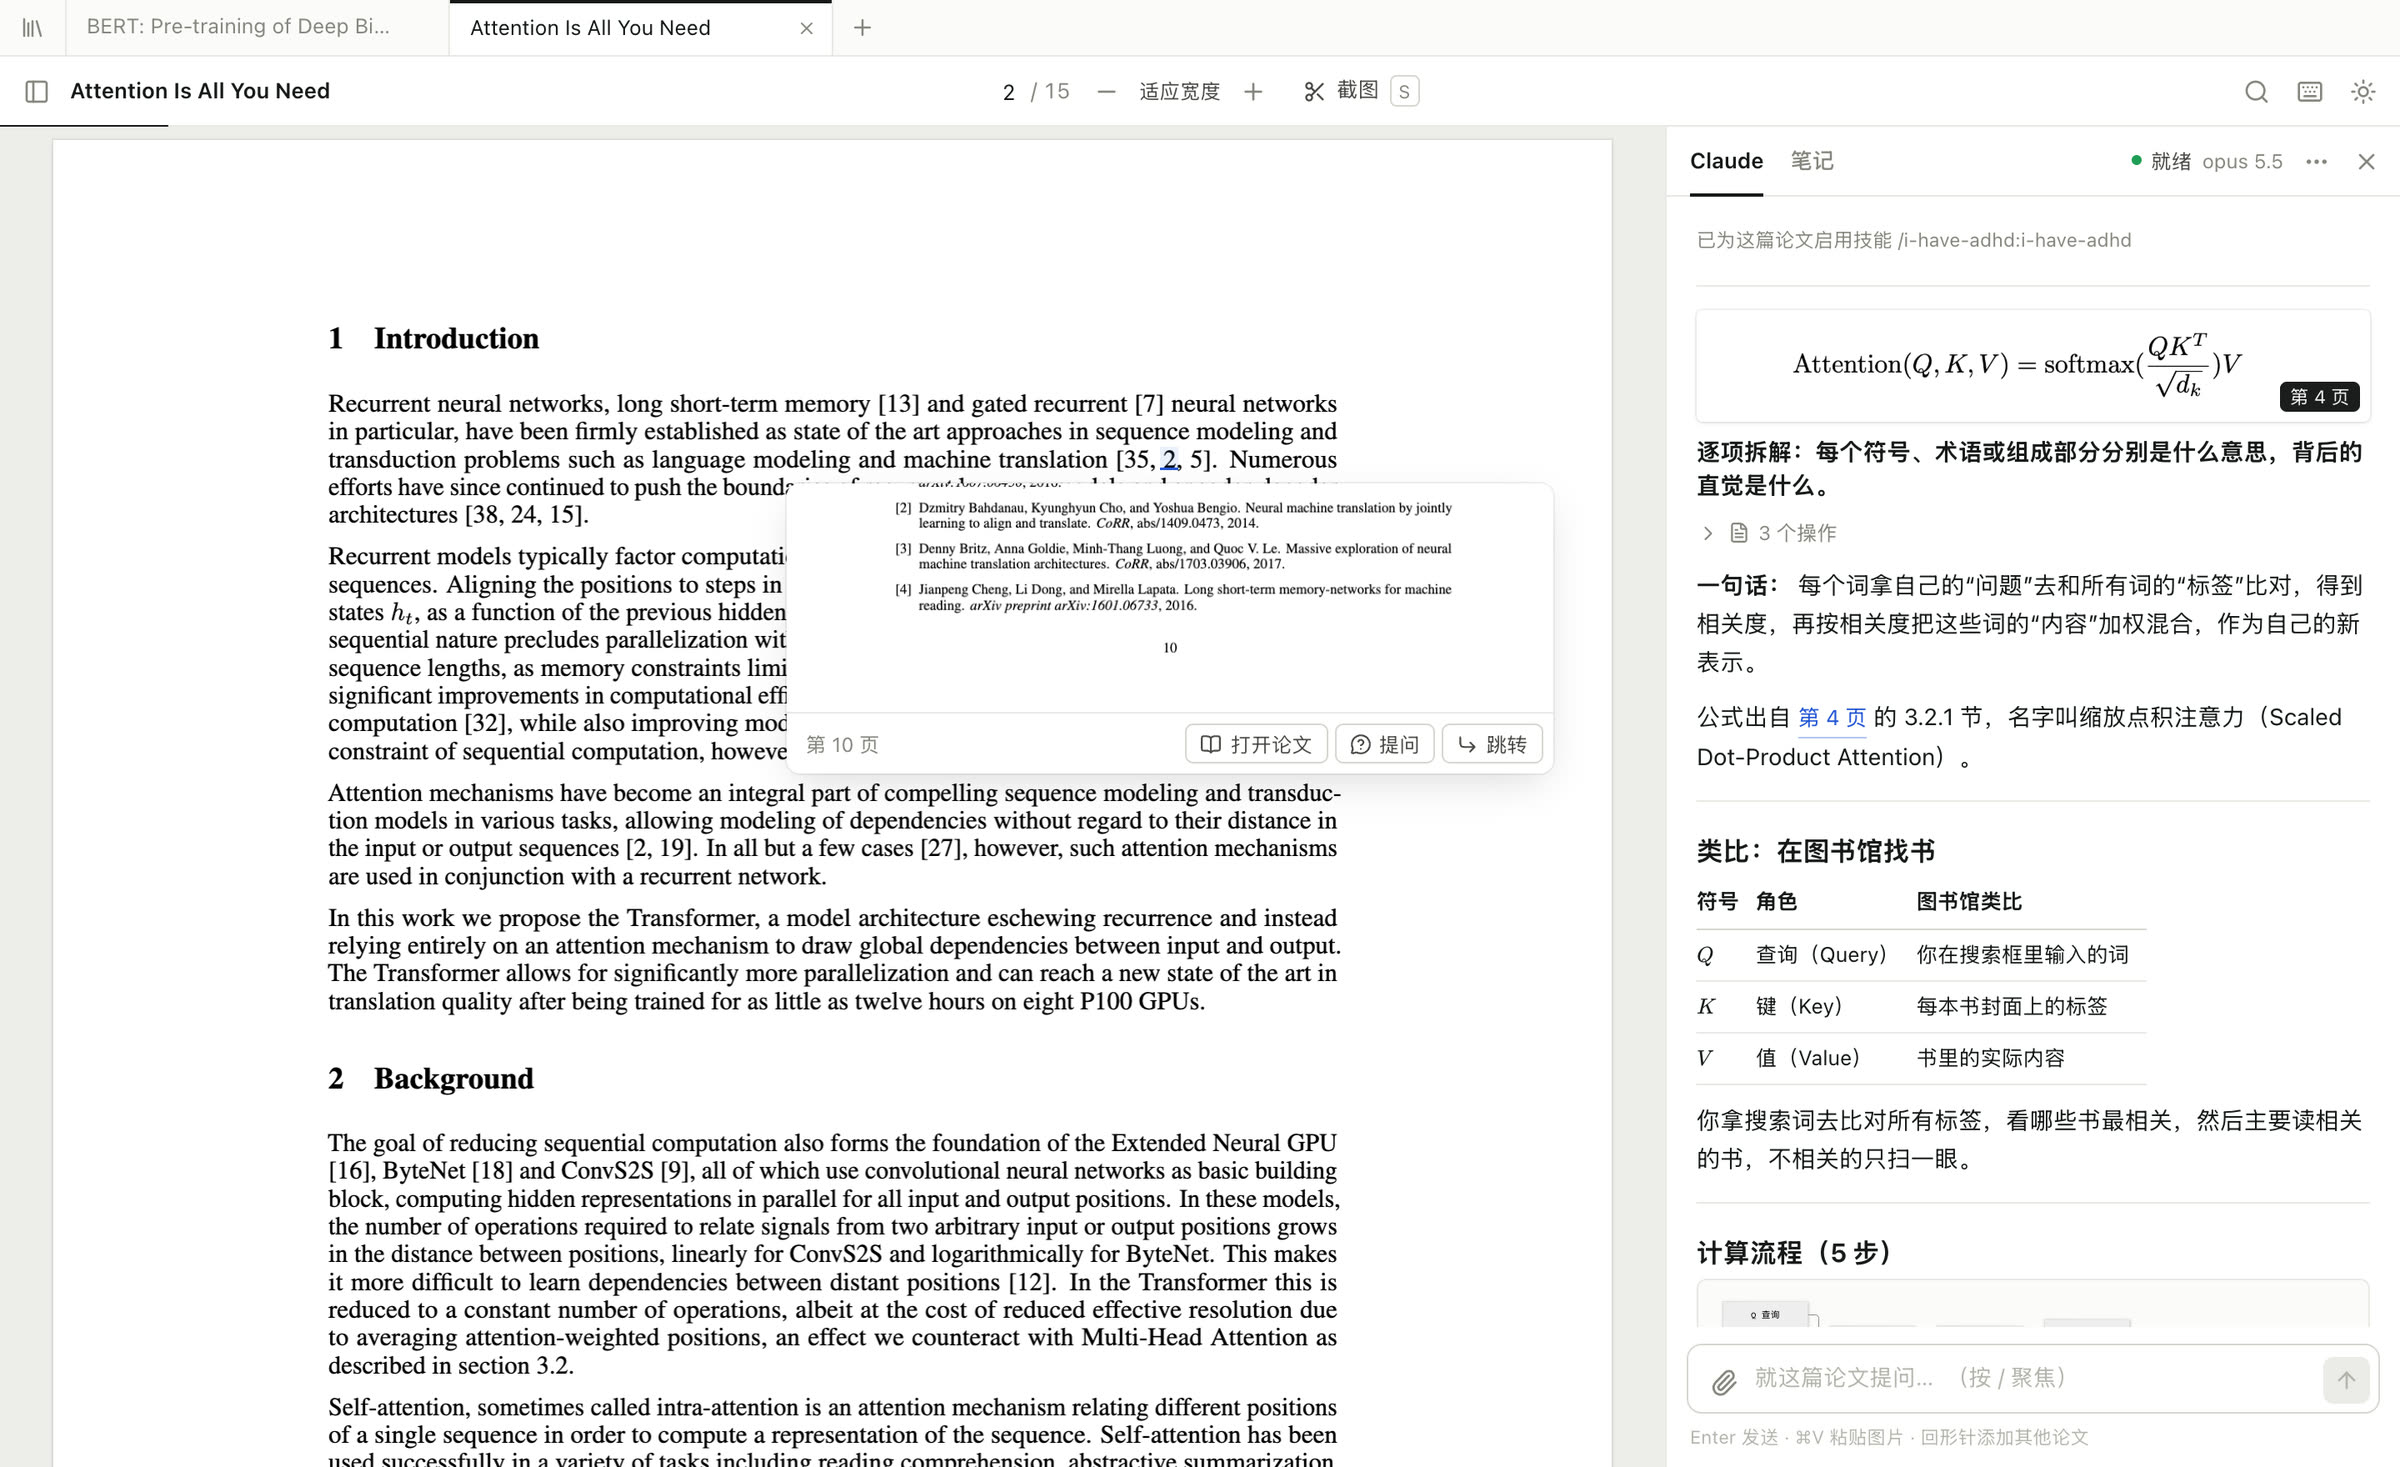 BERT: Pre-training of Deep Bi...
Attention Is All You Need
Attention Is All You Need
2 / 15
适应宽度
截图 S
1 Introduction
Recurrent neural networks, long short-term memory [13] and gated recurrent [7] neural networks
in particular, have been firmly established as state of the art approaches in sequence modeling and
transduction problems such as language modeling and machine translation [35, 2, 5]. Numerous
efforts have since continued to push the
architectures [38, 24, 15].
Recurrent models typically factor
sequences. Aligning the positions to steps in
states hₜ, as a function of the previous hidden
sequential nature precludes parallelization
sequence lengths, as memory constraints
significant improvements in computational
computation [32], while also improving
constraint of sequential computation,
[2] Dzmitry Bahdanau, Kyunghyun Cho, and Yoshua Bengio. Neural machine translation by jointly
learning to align and translate. CoRR, abs/1409.0473, 2014.
[3] Denny Britz, Anna Goldie, Minh-Thang Luong, and Quoc V. Le. Massive exploration of neural
machine translation architectures. CoRR, abs/1703.03906, 2017.
[4] Jianpeng Cheng, Li Dong, and Mirella Lapata. Long short-term memory-networks for machine
reading. arXiv preprint arXiv:1601.06733, 2016.
10
第 10 页
打开论文
提问
跳转
Attention mechanisms have become an integral part of compelling sequence modeling and transduc-
tion models in various tasks, allowing modeling of dependencies without regard to their distance in
the input or output sequences [2, 19]. In all but a few cases [27], however, such attention mechanisms
are used in conjunction with a recurrent network.
In this work we propose the Transformer, a model architecture eschewing recurrence and instead
relying entirely on an attention mechanism to draw global dependencies between input and output.
The Transformer allows for significantly more parallelization and can reach a new state of the art in
translation quality after being trained for as little as twelve hours on eight P100 GPUs.
2 Background
The goal of reducing sequential computation also forms the foundation of the Extended Neural GPU
[16], ByteNet [18] and ConvS2S [9], all of which use convolutional neural networks as basic building
block, computing hidden representations in parallel for all input and output positions. In these models,
the number of operations required to relate signals from two arbitrary input or output positions grows
in the distance between positions, linearly for ConvS2S and logarithmically for ByteNet. This makes
it more difficult to learn dependencies between distant positions [12]. In the Transformer this is
reduced to a constant number of operations, albeit at the cost of reduced effective resolution due
to averaging attention-weighted positions, an effect we counteract with Multi-Head Attention as
described in section 3.2.
Self-attention, sometimes called intra-attention is an attention mechanism relating different positions
of a single sequence in order to compute a representation of the sequence. Self-attention has been
used successfully in a variety of tasks including reading comprehension, abstractive summarization,
Claude
笔记
就绪 opus 5.5
已为这篇论文启用技能 /i-have-adhd:i-have-adhd
Attention(Q, K, V) = softmax(QKᵀ/√dₖ)V
第 4 页
逐项拆解：每个符号、术语或组成部分分别是什么意思，背后的
直觉是什么。
3 个操作
一句话： 每个词拿自己的“问题”去和所有词的“标签”比对，得到
相关度，再按相关度把这些词的“内容”加权混合，作为自己的新
表示。
公式出自 第 4 页 的 3.2.1 节，名字叫缩放点积注意力（Scaled
Dot-Product Attention）。
类比：在图书馆找书
符号 角色 图书馆类比
Q 查询（Query） 你在搜索框里输入的词
K 键（Key） 每本书封面上的标签
V 值（Value） 书里的实际内容
你拿搜索词去比对所有标签，看哪些书最相关，然后主要读相关
的书，不相关的只扫一眼。
计算流程（5 步）
Q 查询
就这篇论文提问... （按 / 聚焦）
Enter 发送 · ⌘V 粘贴图片 · 回形针添加其他论文